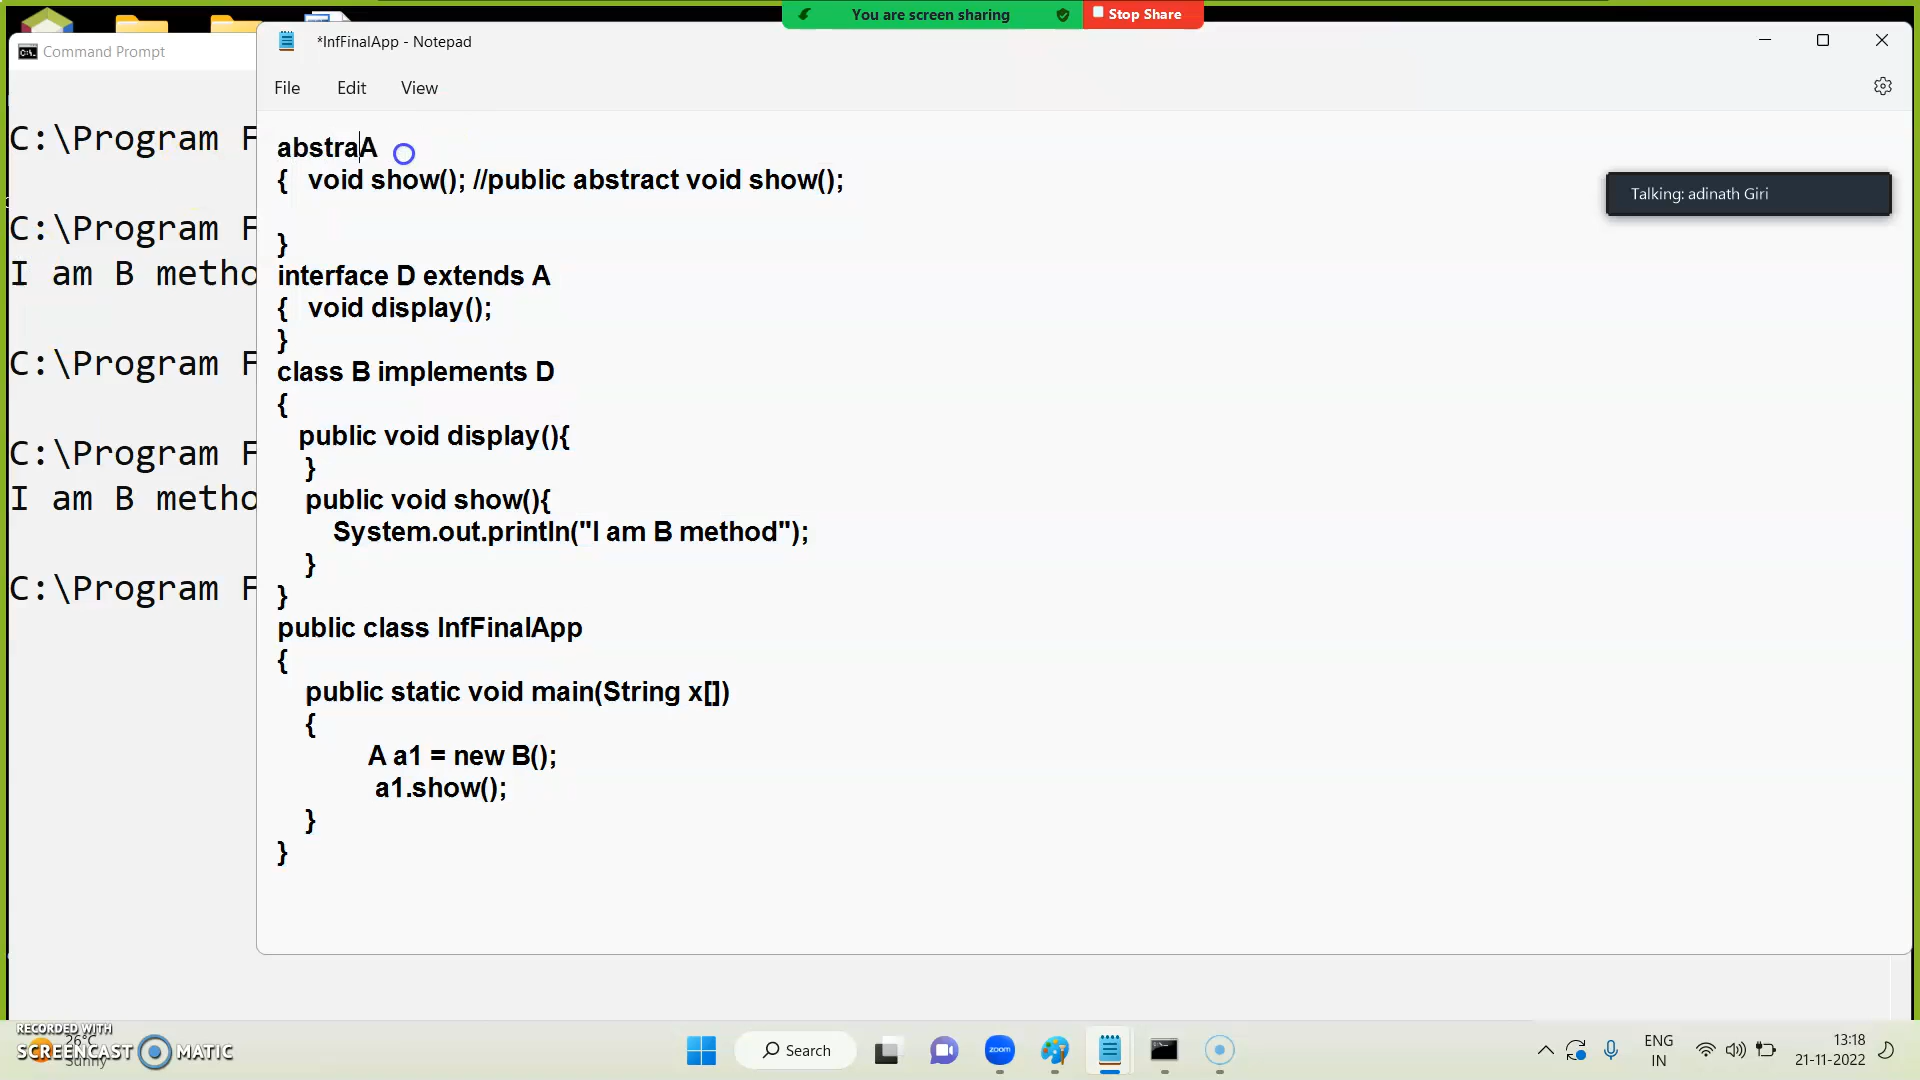 You are screen sharing
Stop Share
Command Prompt
*InfFinalApp - Notepad
File Edit View
C:\Program F
C:\Program F
I am B metho
C:\Program F
C:\Program F
I am B metho
C:\Program F
abstraA
{ void show(); //public abstract void show();
}
interface D extends A
{ void display();
}
class B implements D
{
public void display(){
}
public void show(){
System.out.println("I am B method");
}
}
public class InfFinalApp
{
public static void main(String x[])
{
A a1 = new B();
a1.show();
}
}
Talking: adinath Giri
RECORDED WITH
SCREENCAST MATIC
26°C
Sunny
Search
zoom
ENG
IN
13:18
21-11-2022